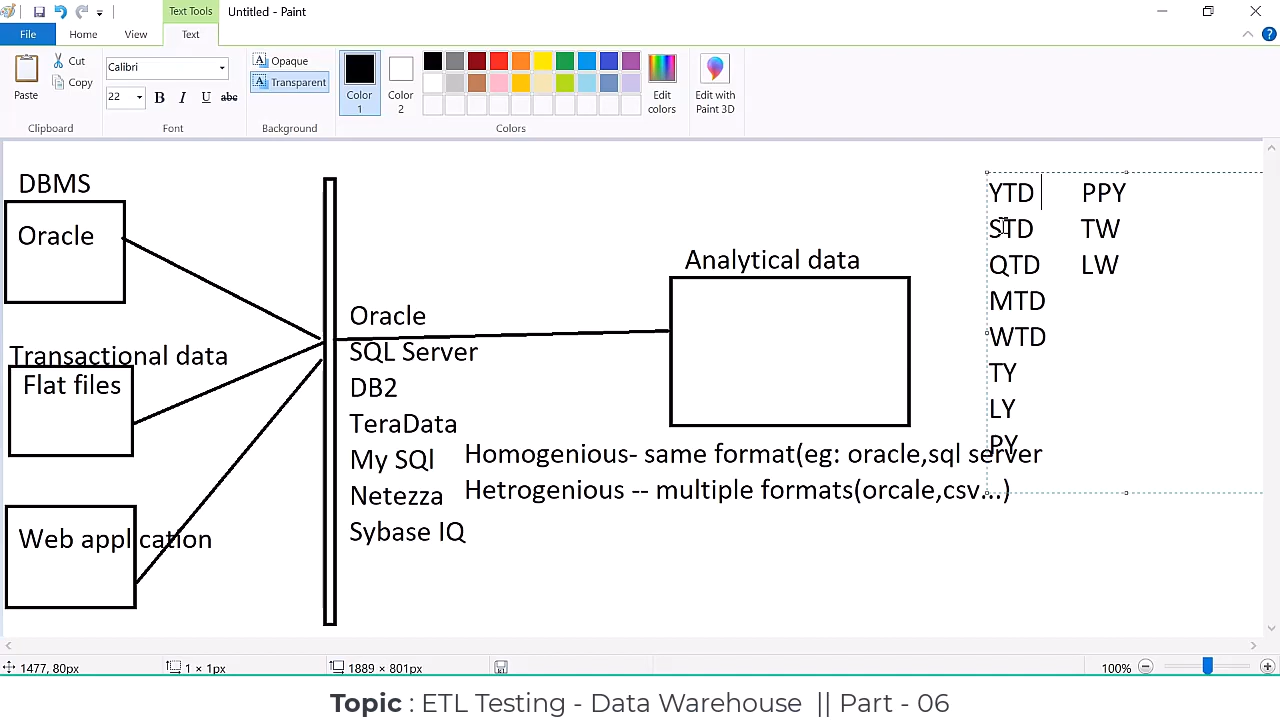 Text Tools
Untitled - Paint
File
Home
View
Text
Paste
Cut
Copy
Clipboard
Calibri
22
B I U abc
Font
Opaque
Transparent
Background
Color 1
Color 2
Edit colors
Colors
Edit with Paint 3D
DBMS
Oracle
Transactional data
Flat files
Web application
Oracle
SQL Server
DB2
TeraData
My SQl
Netezza
Sybase IQ
Analytical data
Homogenious- same format(eg: oracle,sql server
Hetrogenious -- multiple formats(orcale,csv...)
YTD PPY
STD TW
QTD LW
MTD
WTD
TY
LY
PY
1477, 80px
1 × 1px
1889 × 801px
100%
Topic : ETL Testing - Data Warehouse || Part - 06